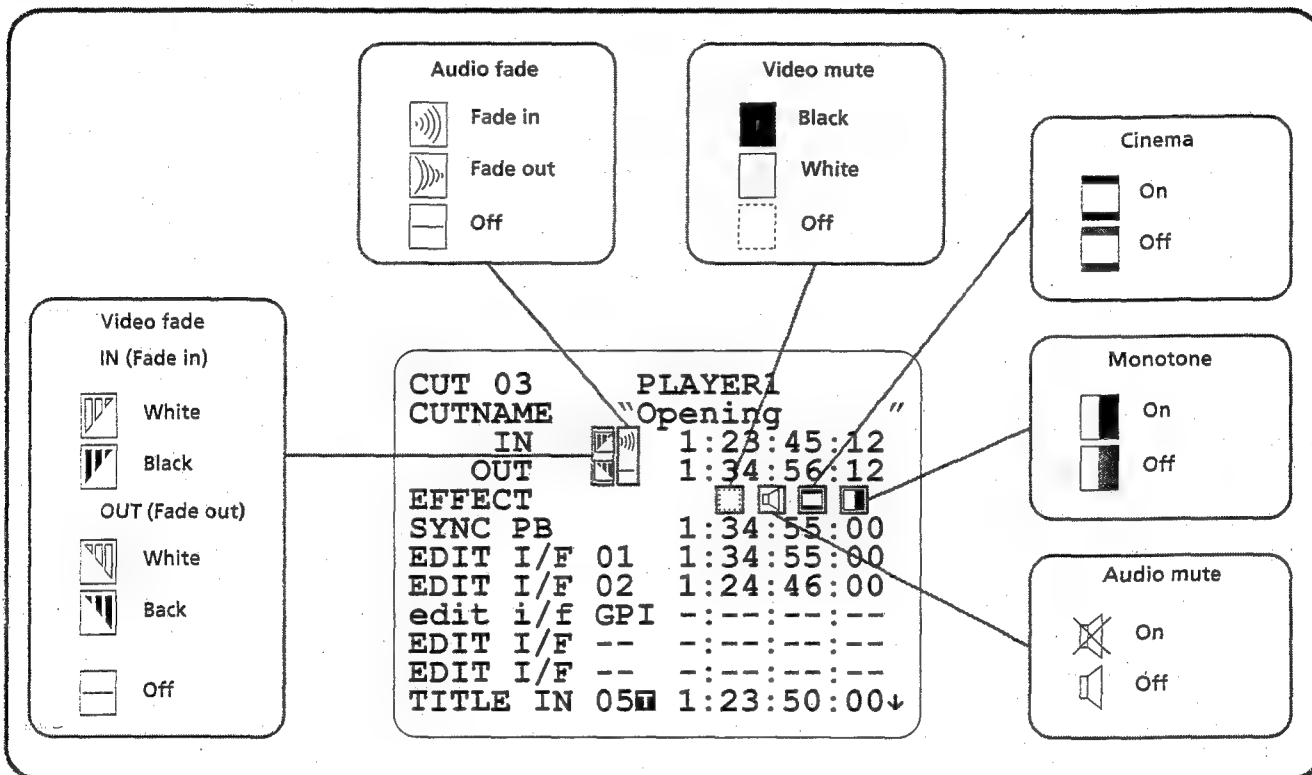 Audio fade
Fade in
Fade out
Off
Video mute
Black
White
Off
Cinema
On
Off
Video fade
IN (Fade in)
White
Black
OUT (Fade out)
White
Back
Off
CUT 03 PLAYER1
CUTNAME "Opening "
IN 1:23:45:12
OUT 1:34:56:12
EFFECT
SYNC PB 1:34:55:00
EDIT I/F 01 1:34:55:00
EDIT I/F 02 1:24:46:00
edit i/f GPI -:--:--:--
EDIT I/F -- -:--:--:--
EDIT I/F -- -:--:--:--
TITLE IN 05T 1:23:50:00↓
Monotone
On
Off
Audio mute
On
Off